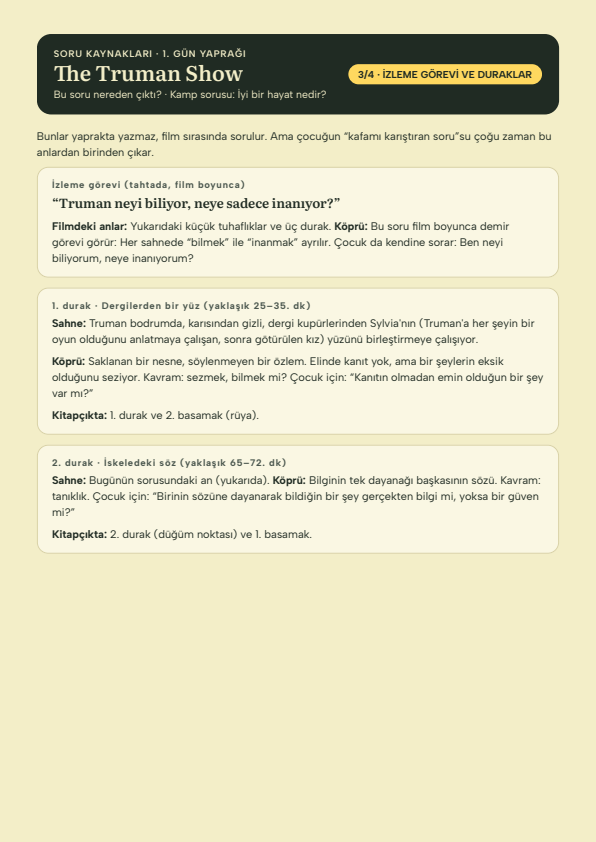 SORU KAYNAKLARI · 1. GÜN YAPRAĞI
The Truman Show
Bu soru nereden çıktı? · Kamp sorusu: İyi bir hayat nedir?
3/4 · İZLEME GÖREVİ VE DURAKLAR
Bunlar yaprakta yazmaz, film sırasında sorulur. Ama çocuğun “kafamı karıştıran soru”su çoğu zaman bu
anlardan birinden çıkar.
İzleme görevi (tahtada, film boyunca)
“Truman neyi biliyor, neye sadece inanıyor?”
Filmdeki anlar: Yukarıdaki küçük tuhaflıklar ve üç durak. Köprü: Bu soru film boyunca demir
görevi görür: Her sahnede “bilmek” ile “inanmak” ayrılır. Çocuk da kendine sorar: Ben neyi
biliyorum, neye inanıyorum?
1. durak · Dergilerden bir yüz (yaklaşık 25–35. dk)
Sahne: Truman bodrumda, karısından gizli, dergi kupürlerinden Sylvia'nın (Truman'a her şeyin bir
oyun olduğunu anlatmaya çalışan, sonra götürülen kız) yüzünü birleştirmeye çalışıyor.
Köprü: Saklanan bir nesne, söylenmeyen bir özlem. Elinde kanıt yok, ama bir şeylerin eksik
olduğunu seziyor. Kavram: sezmek, bilmek mi? Çocuk için: “Kanıtın olmadan emin olduğun bir şey
var mı?”
Kitapçıkta: 1. durak ve 2. basamak (rüya).
2. durak · İskeledeki söz (yaklaşık 65–72. dk)
Sahne: Bugünün sorusundaki an (yukarıda). Köprü: Bilginin tek dayanağı başkasının sözü. Kavram:
tanıklık. Çocuk için: “Birinin sözüne dayanarak bildiğin bir şey gerçekten bilgi mi, yoksa bir güven
mi?”
Kitapçıkta: 2. durak (düğüm noktası) ve 1. basamak.